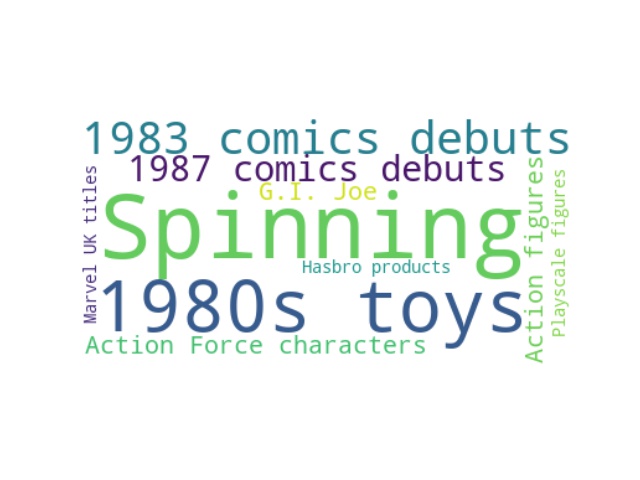 1983 comics debuts
1987 comics debuts
G.I. Joe
Spinning
Hasbro products
1980s toys
Action Force characters
Marvel UK titles
Action figures
Playscale figures